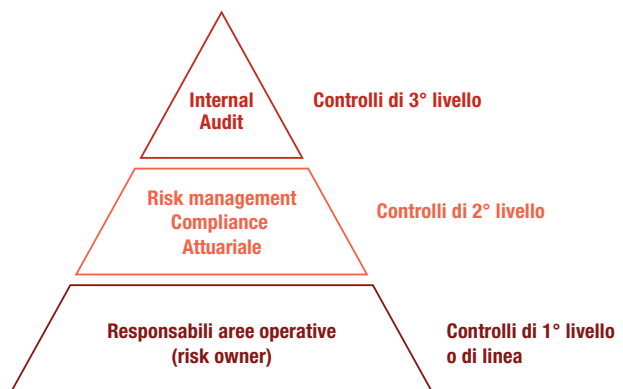 Internal
Audit
Controlli di 3° livello
Risk management
Compliance
Attuariale
Controlli di 2° livello
Responsabili aree operative
(risk owner)
Controlli di 1° livello
o di linea